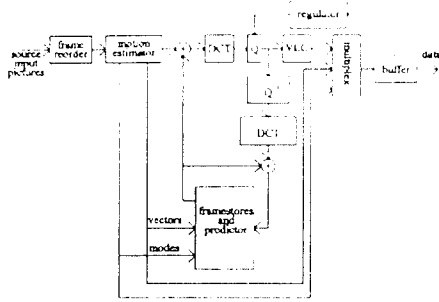 regulator
source
input
pictures
frame
reorder
motion
estimator
DCT
Q
VLC
multiplex
buffer
data
Q
DCT
framestores
and
predictor
vectors
modes